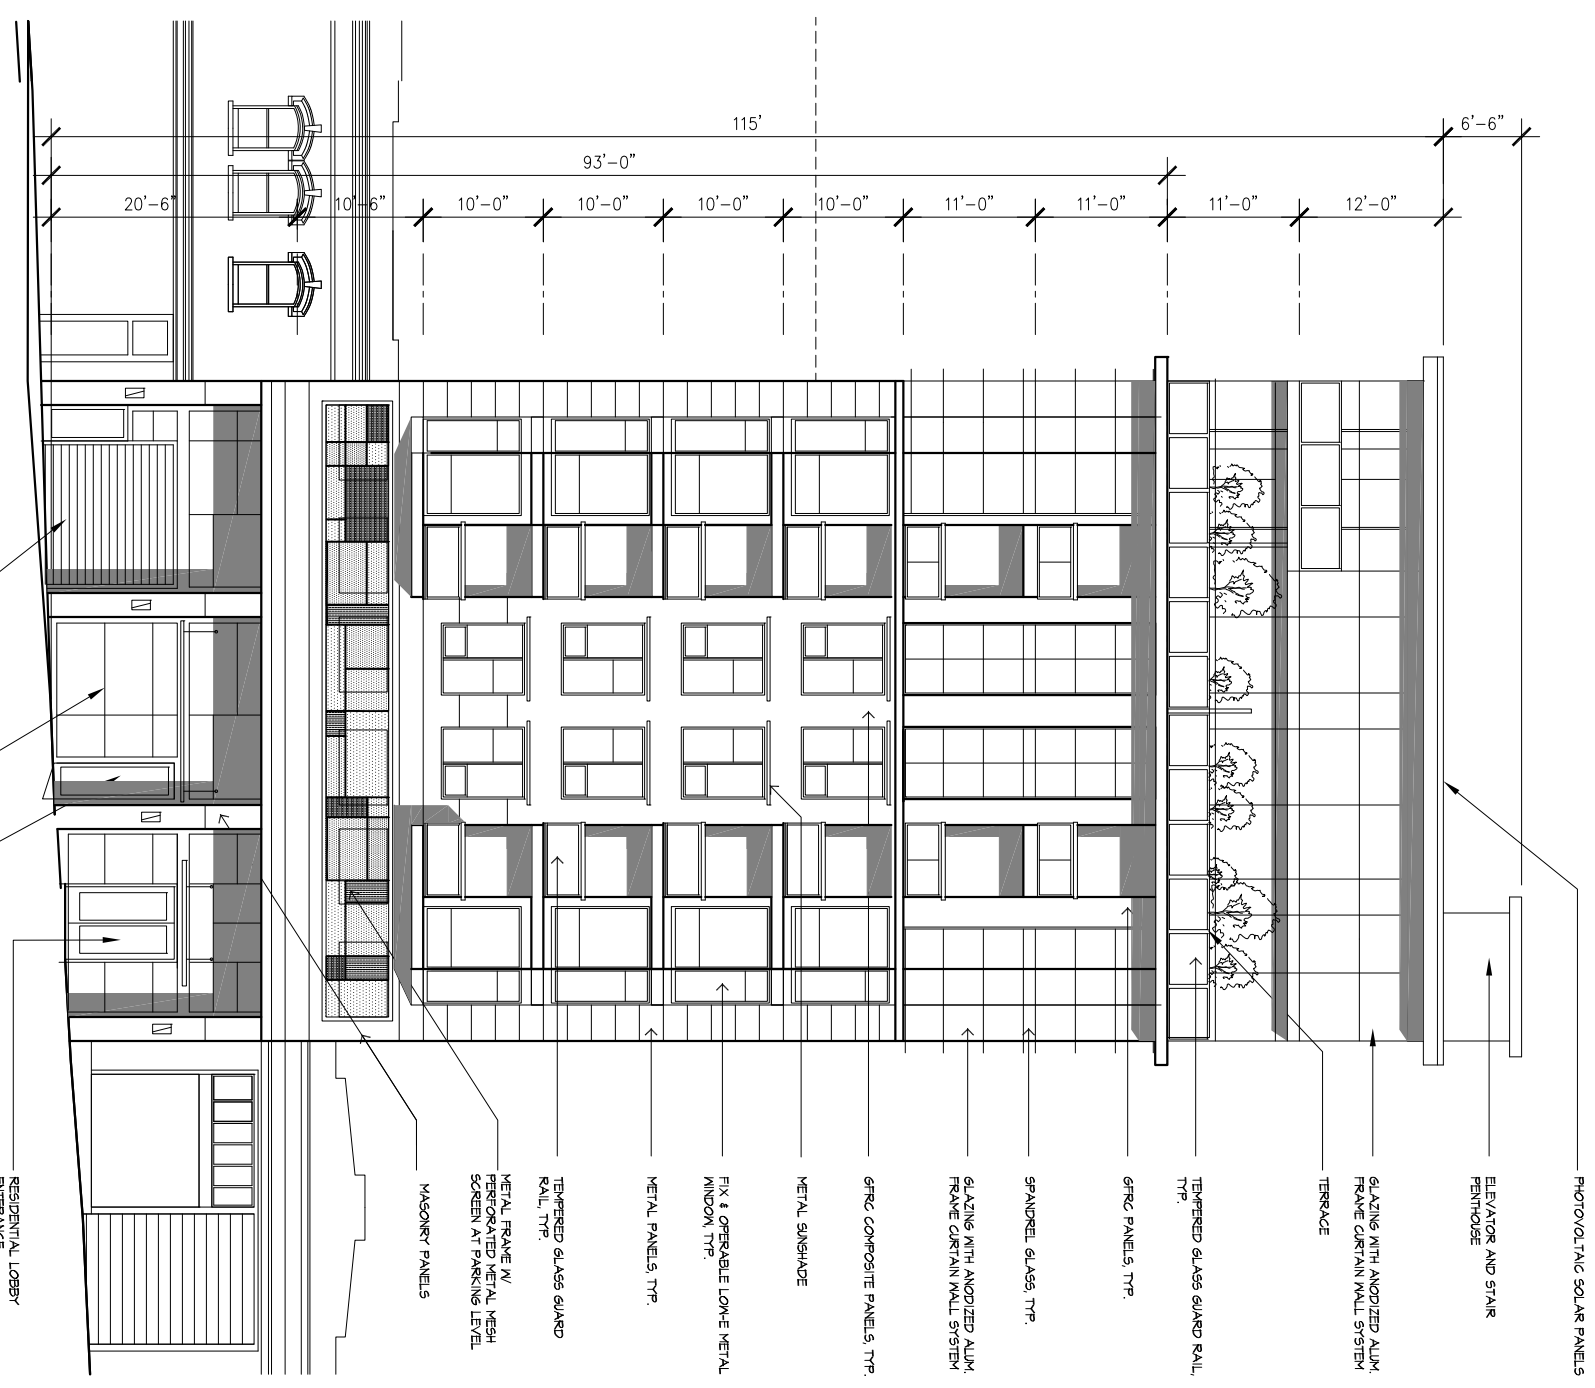 115'
6'-6"
93'-0"
20'-6"
10'-6"
10'-0"
10'-0"
10'-0"
10'-0"
11'-0"
11'-0"
11'-0"
12'-0"
PHOTOVOLTAIC SOLAR PANELS
ELEVATOR AND STAIR
PENTHOUSE
GLAZING WITH ANODIZED ALUM.
FRAME CURTAIN WALL SYSTEM
TERRACE
TEMPERED GLASS GUARD RAIL,
TYP.
GFRC PANELS, TYP.
SPANDREL GLASS, TYP.
GLAZING WITH ANODIZED ALUM.
FRAME CURTAIN WALL SYSTEM
GFRC COMPOSITE PANELS, TYP.
METAL SUNSHADE
FIX & OPERABLE LOW-E METAL
WINDOW, TYP.
METAL PANELS, TYP.
TEMPERED GLASS GUARD
RAIL, TYP.
METAL FRAME W/
PERFORATED METAL MESH
SCREEN AT PARKING LEVEL
MASONRY PANELS
RESIDENTIAL LOBBY